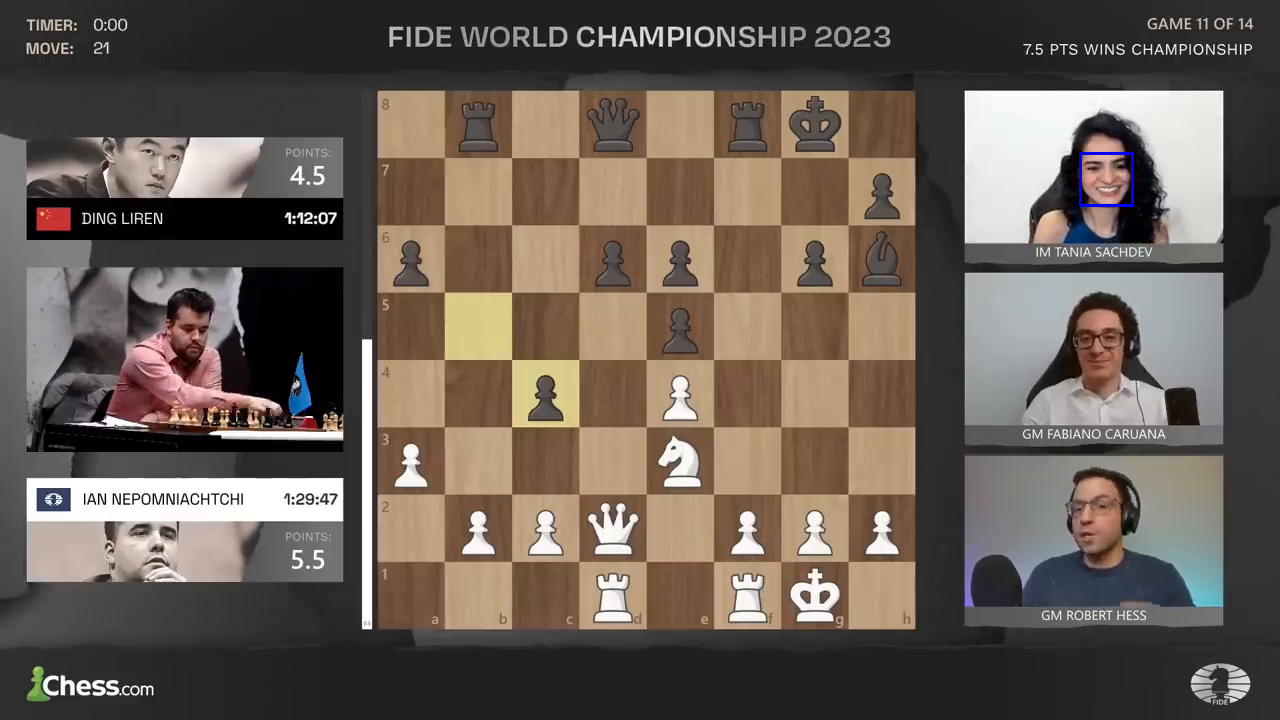 TIMER: 0:00
MOVE: 21
FIDE WORLD CHAMPIONSHIP 2023
GAME 11 OF 14
7.5 PTS WINS CHAMPIONSHIP
POINTS:
4.5
DING LIREN 1:12:07
IAN NEPOMNIACHTCHI 1:29:47
POINTS:
5.5
8
7
6
5
4
3
2
1
a b c d e f g h
IM TANIA SACHDEV
GM FABIANO CARUANA
GM ROBERT HESS
Chess.com
FIDE